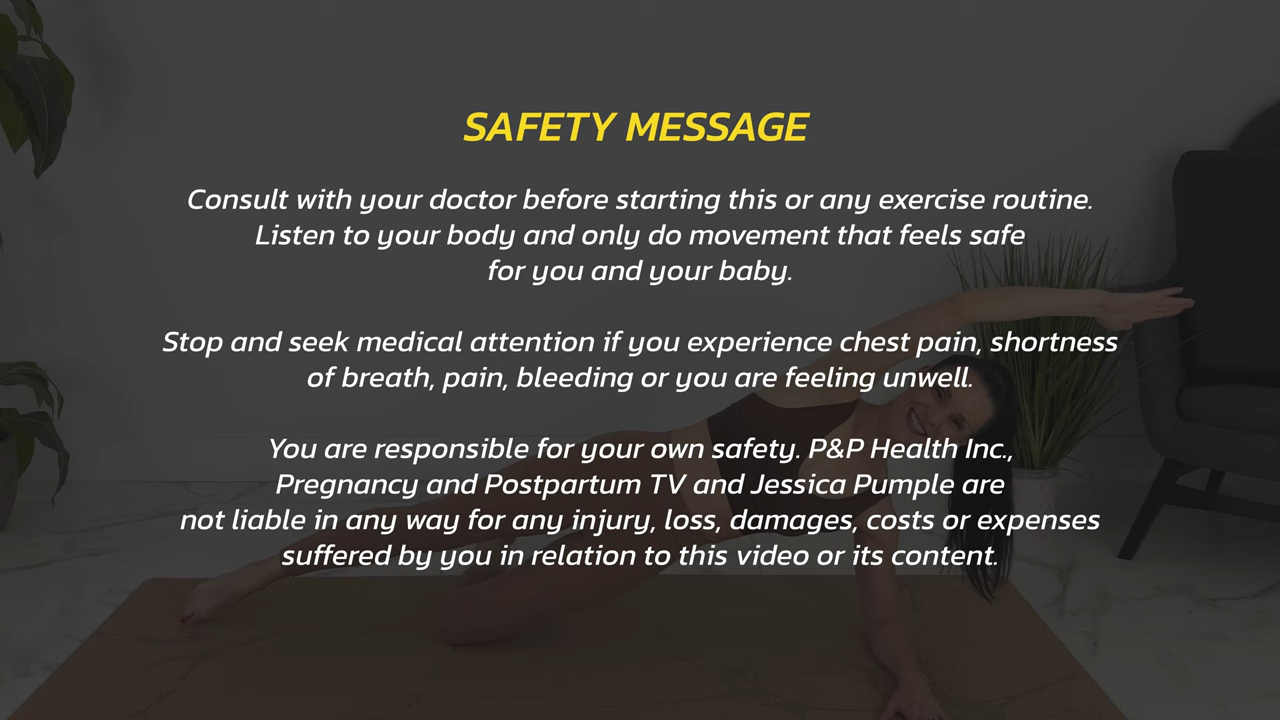 SAFETY MESSAGE
Consult with your doctor before starting this or any exercise routine.
Listen to your body and only do movement that feels safe
for you and your baby.
Stop and seek medical attention if you experience chest pain, shortness
of breath, pain, bleeding or you are feeling unwell.
You are responsible for your own safety. P&P Health Inc.,
Pregnancy and Postpartum TV and Jessica Pumple are
not liable in any way for any injury, loss, damages, costs or expenses
suffered by you in relation to this video or its content.